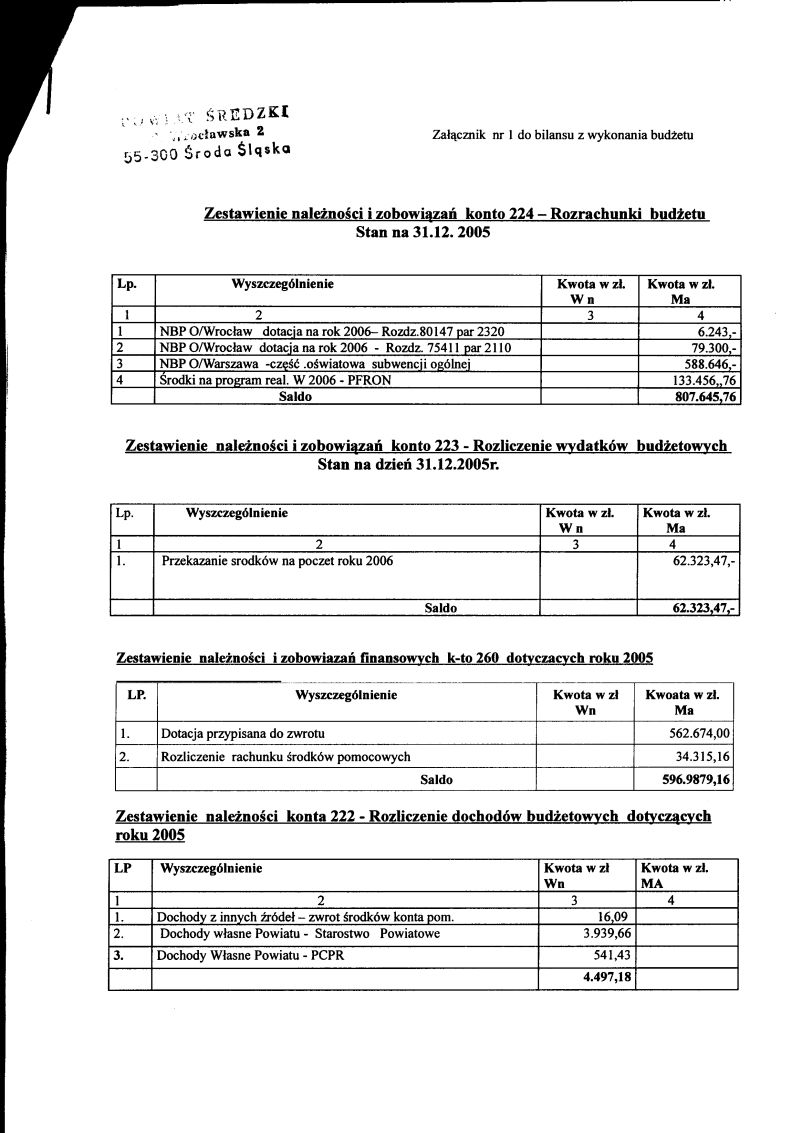 POWIAT ŚREDZKI
Wrocławska 2
55-300 Środa Śląska
Załącznik nr 1 do bilansu z wykonania budżetu
Zestawienie należności i zobowiązań konto 224 – Rozrachunki budżetu
Stan na 31.12. 2005
Lp. Wyszczególnienie Kwota w zł. Kwota w zł.
W n Ma
1 2 3 4
1 NBP O/Wrocław dotacja na rok 2006– Rozdz.80147 par 2320 6.243,-
2 NBP O/Wrocław dotacja na rok 2006 - Rozdz. 75411 par 2110 79.300,-
3 NBP O/Warszawa -część .oświatowa subwencji ogólnej 588.646,-
4 Środki na program real. W 2006 - PFRON 133.456,,76
Saldo 807.645,76
Zestawienie należności i zobowiązań konto 223 - Rozliczenie wydatków budżetowych
Stan na dzień 31.12.2005r.
Lp. Wyszczególnienie Kwota w zł. Kwota w zł.
W n Ma
1 2 3 4
1. Przekazanie srodków na poczet roku 2006 62.323,47,-
Saldo 62.323,47,-
Zestawienie należności i zobowiazań finansowych k-to 260 dotyczacych roku 2005
LP. Wyszczególnienie Kwota w zł Kwoata w zł.
Wn Ma
1. Dotacja przypisana do zwrotu 562.674,00
2. Rozliczenie rachunku środków pomocowych 34.315,16
Saldo 596.9879,16
Zestawienie należności konta 222 - Rozliczenie dochodów budżetowych dotyczących
roku 2005
LP Wyszczególnienie Kwota w zł Kwota w zł.
Wn MA
1 2 3 4
1. Dochody z innych źródeł – zwrot środków konta pom. 16,09
2. Dochody własne Powiatu - Starostwo Powiatowe 3.939,66
3. Dochody Własne Powiatu - PCPR 541,43
4.497,18